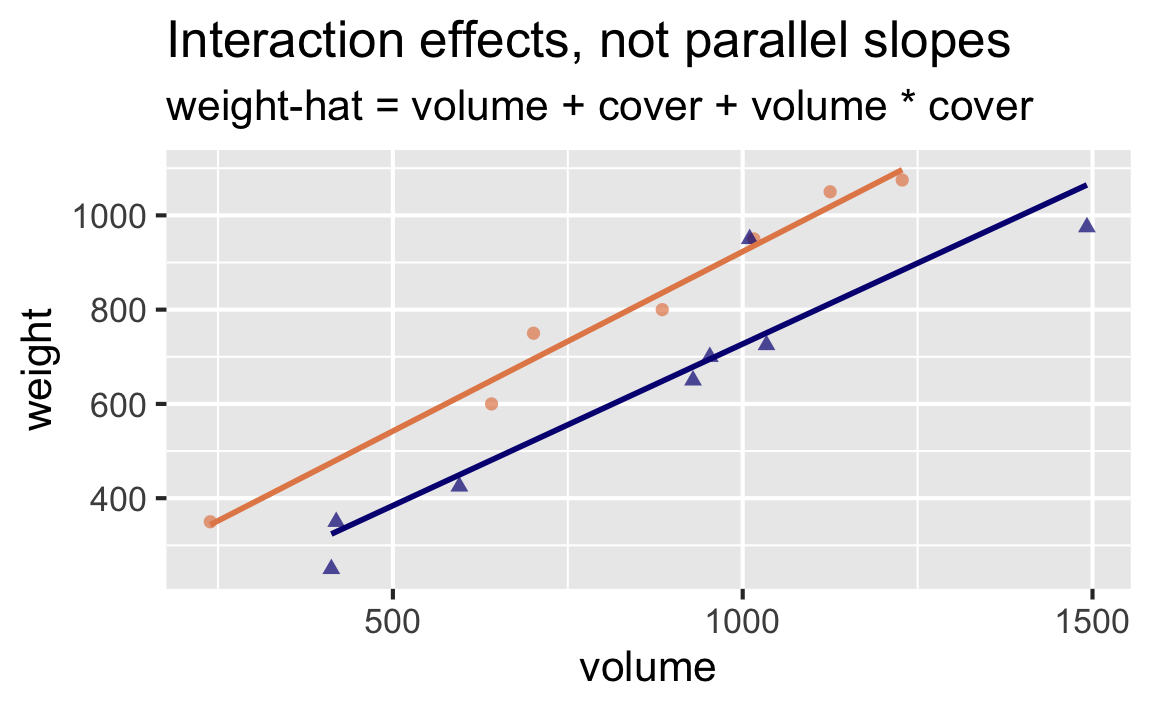 Interaction effects, not parallel slopes
weight-hat = volume + cover + volume * cover
1000
800
600
400
weight
500
1000
1500
volume